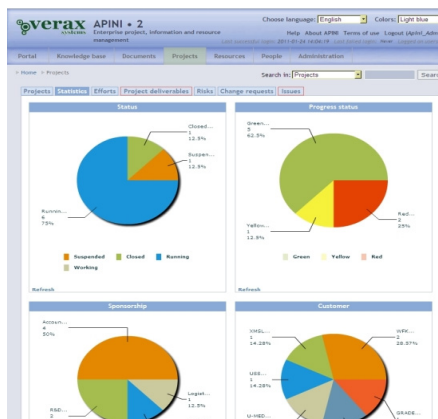 verax
systems
APINI • 2
Enterprise project, information and resource
management
Choose language: English
Colors: Light blue
Help About APINI Terms of use Logout
Portal Knowledge base Documents Projects Resources People Administration
> Home > Projects
Search in: Projects
Sear
Projects Statistics Efforts Project deliverables Risks Change requests Issues
Status
Closed...
1
12.5%
Suspen...
1
12.5%
Runnin...
6
75%
Suspended Closed Running
Working
Refresh
Progress status
Green...
5
62.5%
Yellow...
1
12.5%
Red...
2
25%
Green Yellow Red
Refresh
Sponsorship
Accoun...
4
50%
Logist...
1
12.5%
R&D...
2
Customer
XMSL...
1
14.28%
WFK...
2
28.57%
USS...
1
14.28%
U-MED...
GRADE...